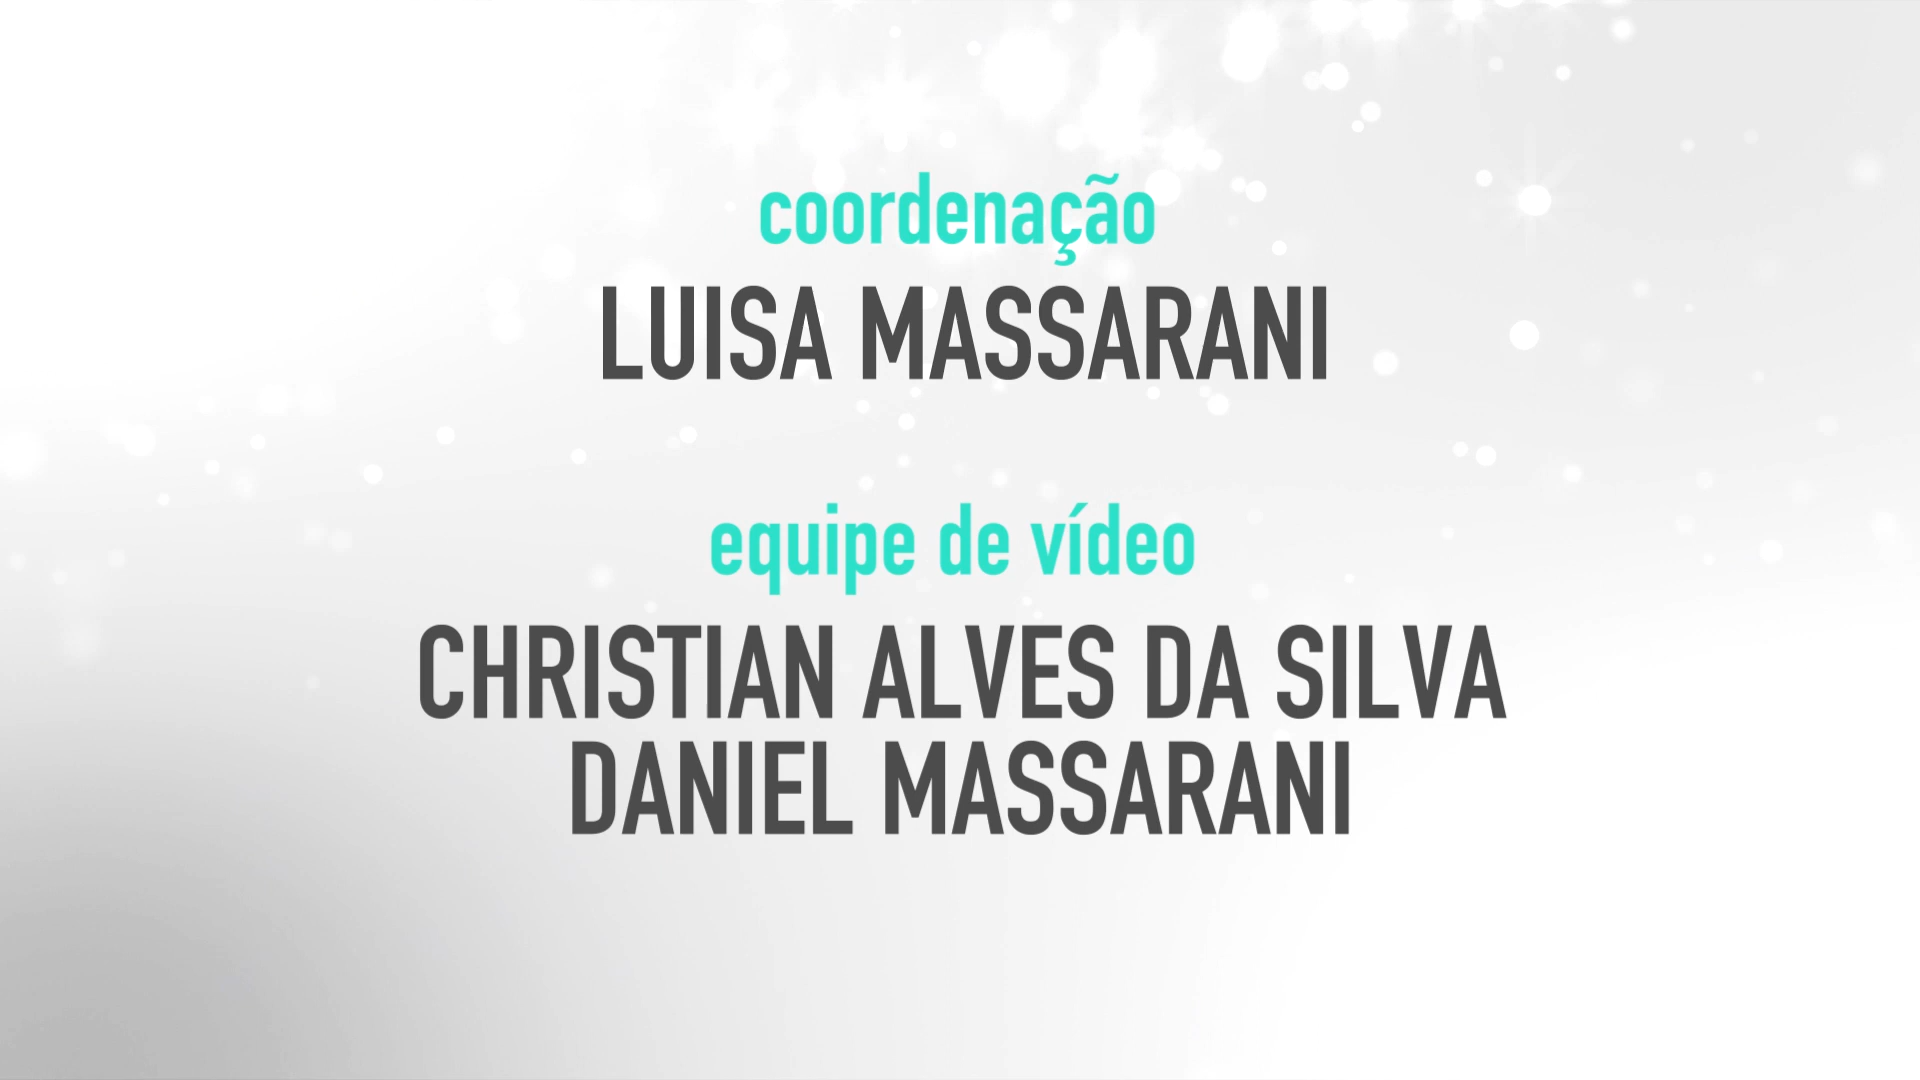 coordenação
LUISA MASSARANI
equipe de vídeo
CHRISTIAN ALVES DA SILVA
DANIEL MASSARANI